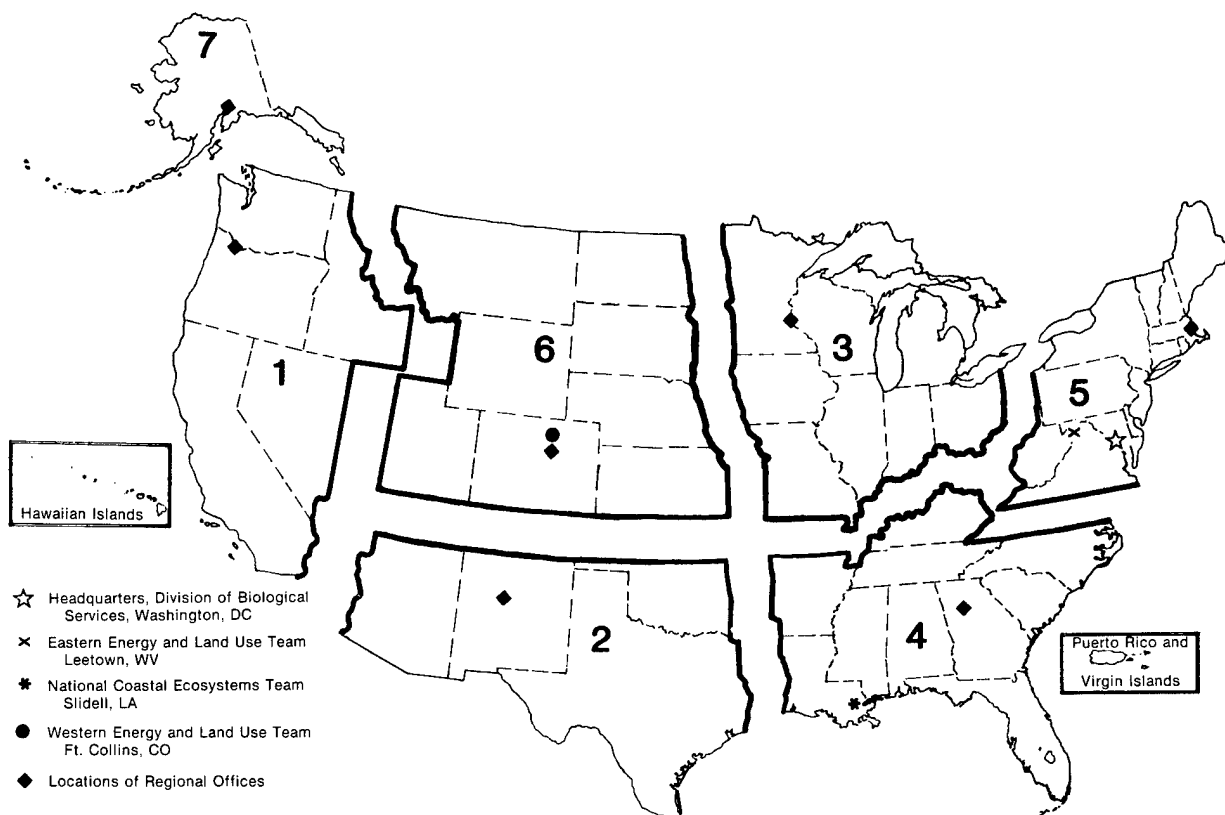 7
1
6
3
5
2
4
Hawaiian Islands
Puerto Rico and
Virgin Islands
Headquarters, Division of Biological
Services, Washington, DC
Eastern Energy and Land Use Team
Leetown, WV
National Coastal Ecosystems Team
Slidell, LA
Western Energy and Land Use Team
Ft. Collins, CO
Locations of Regional Offices